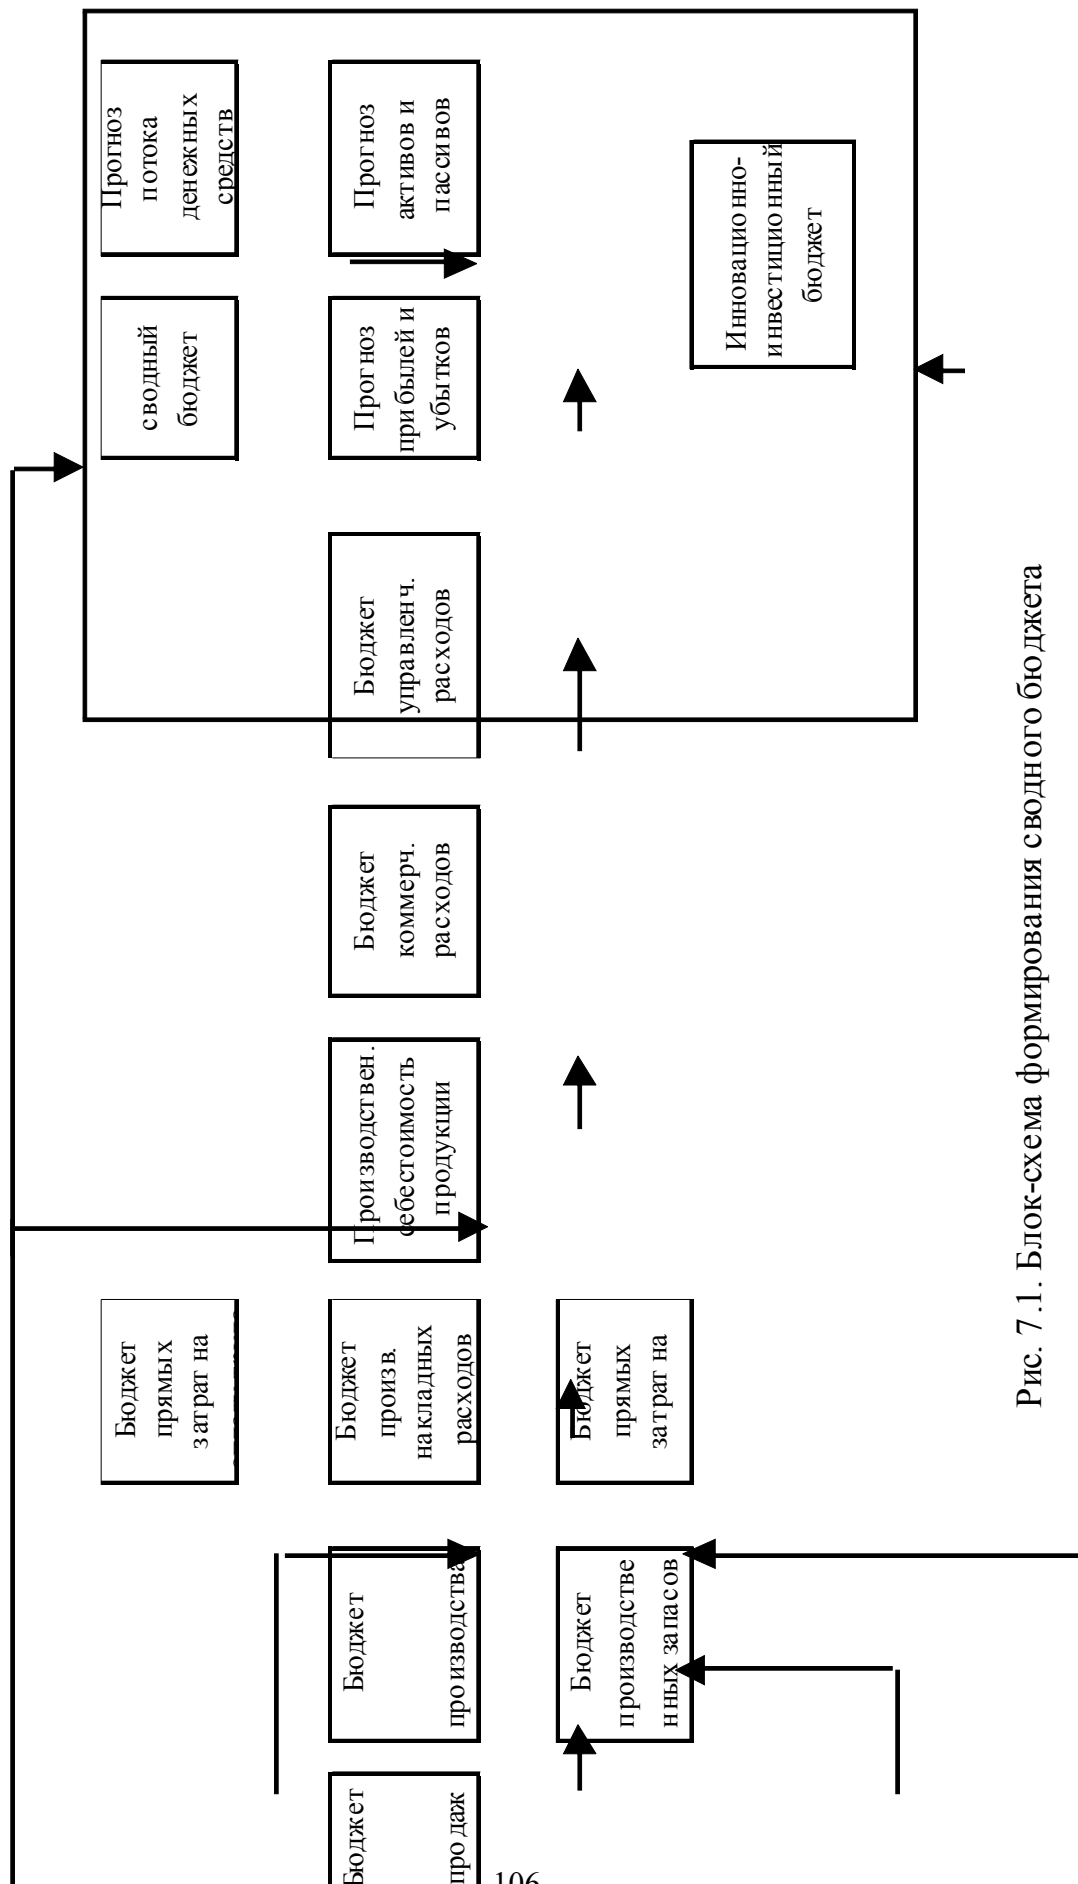 Прогноз
потока
денежных
средств
Прогноз
активов и
пассивов
Инновационно-
инвестиционный
бюджет
сводный
бюджет
Прогноз
прибылей и
убытков
Бюджет
управленч.
расходов
Бюджет
коммерч.
расходов
Производствен.
себестоимость
продукции
Бюджет
прямых
затрат на
Бюджет
произв.
накладных
расходов
Бюджет
прямых
затрат на
Бюджет
производства
Бюджет
производстве
нных запасов
Бюджет
продаж
Рис. 7.1. Блок-схема формирования сводного бюджета
106